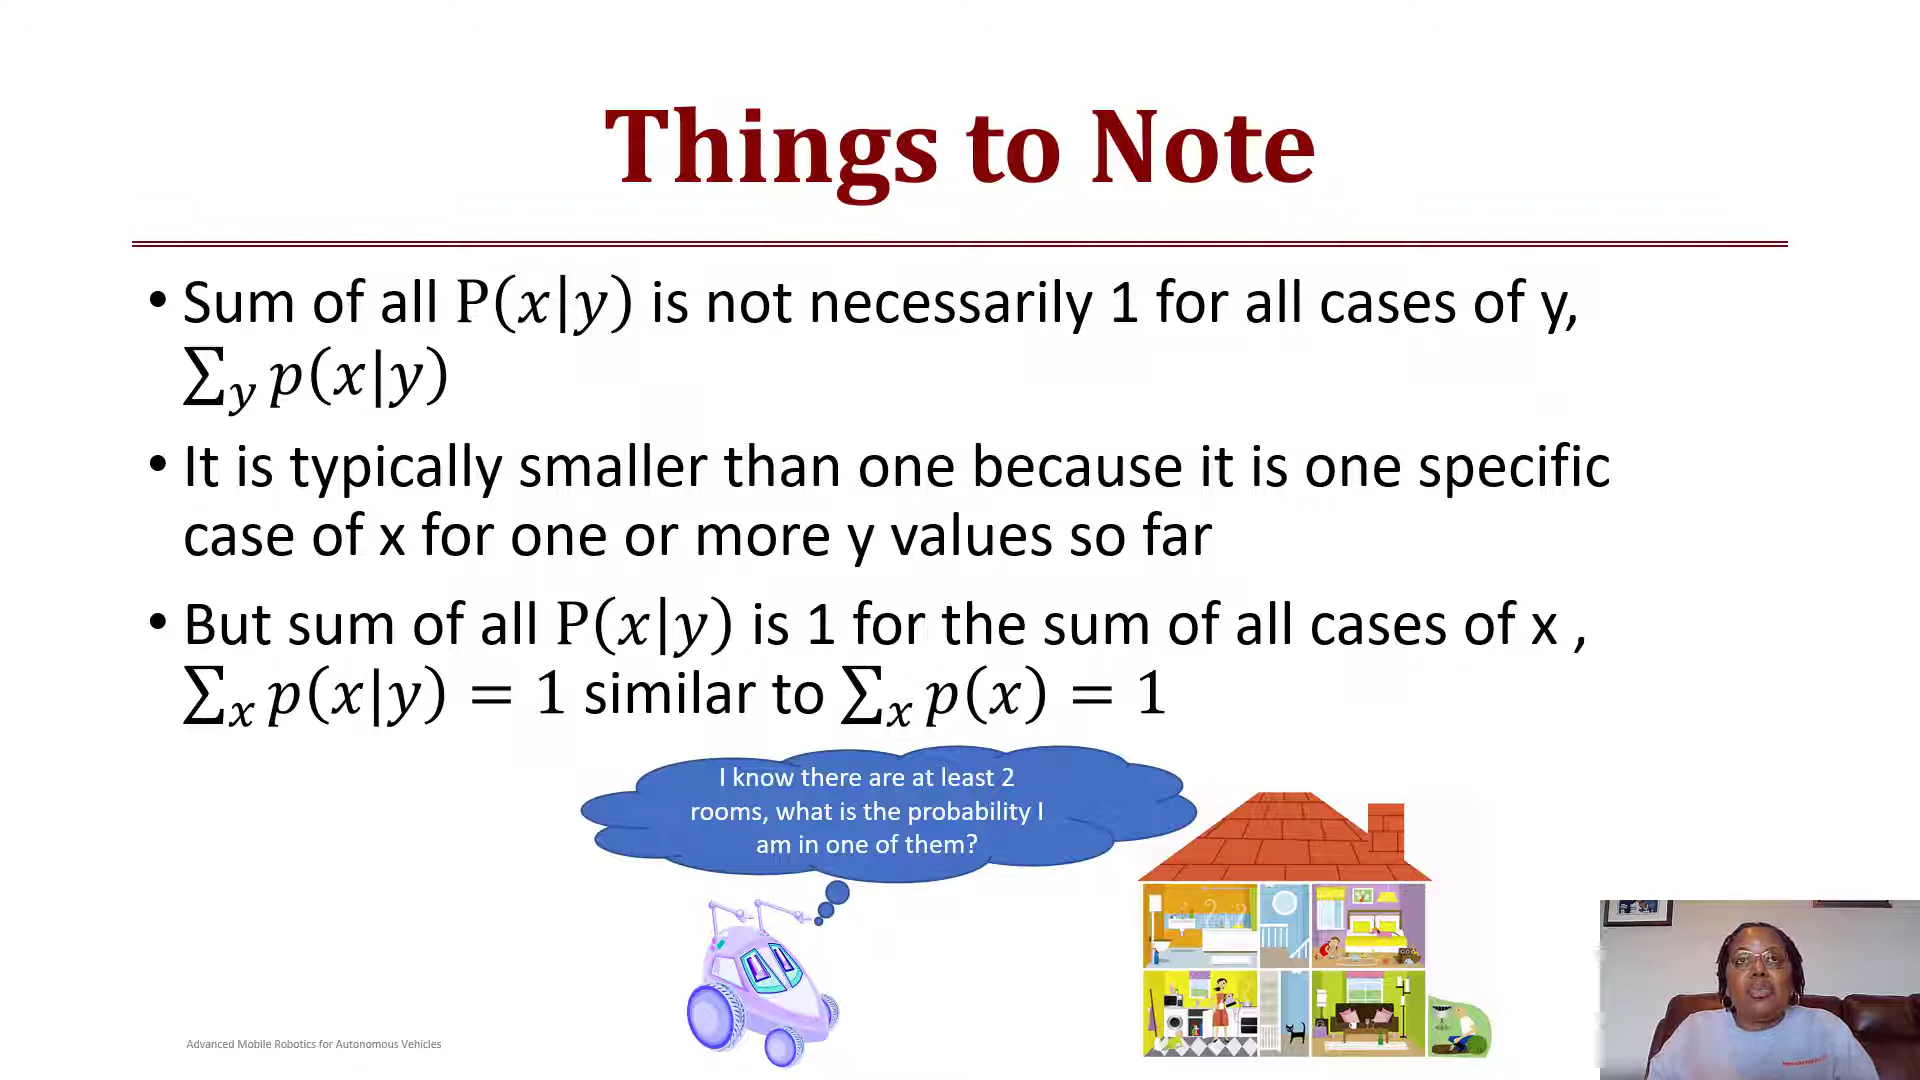 Things to Note
• Sum of all P(x|y) is not necessarily 1 for all cases of y,
∑_y p(x|y)
• It is typically smaller than one because it is one specific
case of x for one or more y values so far
• But sum of all P(x|y) is 1 for the sum of all cases of x ,
∑_x p(x|y) = 1 similar to ∑_x p(x) = 1
I know there are at least 2
rooms, what is the probability I
am in one of them?
Advanced Mobile Robotics for Autonomous Vehicles